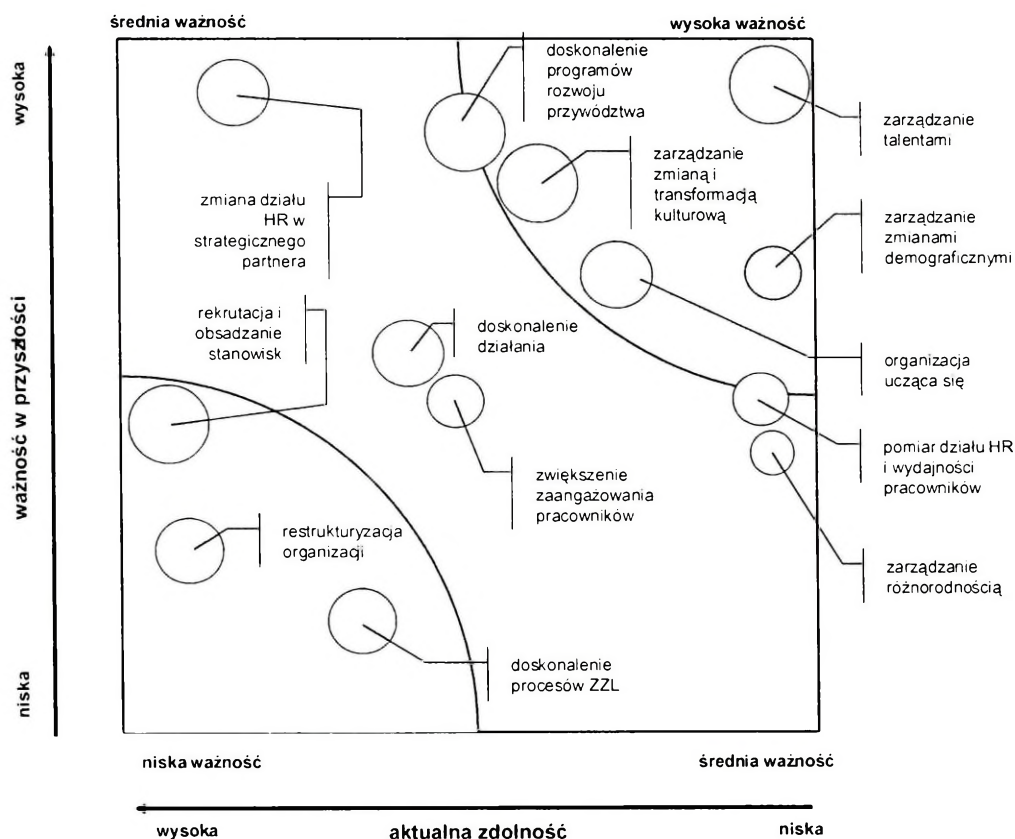 średnia ważność
wysoka ważność
wysoka
ważność w przyszłości
niska
doskonalenie
programów
rozwoju
przywództwa
zarządzanie
talentami
zmiana działu
HR w
strategicznego
partnera
zarządzanie
zmianą i
transformacją
kulturową
zarządzanie
zmianami
demograficznymi
rekrutacja i
obsadzanie
stanowisk
doskonalenie
działania
organizacja
ucząca się
zwiększenie
zaangażowania
pracowników
pomiar działu HR
i wydajności
pracowników
restrukturyzacja
organizacji
zarządzanie
różnorodnością
doskonalenie
procesów ZZL
niska ważność
średnia ważność
wysoka
aktualna zdolność
niska